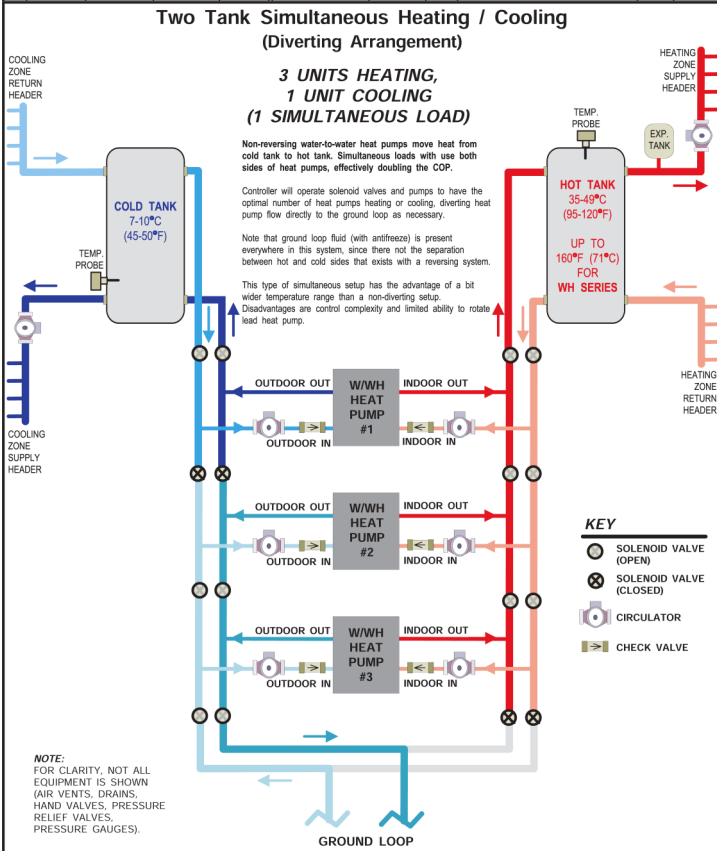 Two Tank Simultaneous Heating / Cooling
(Diverting Arrangement)
3 UNITS HEATING,
1 UNIT COOLING
(1 SIMULTANEOUS LOAD)
Non-reversing water-to-water heat pumps move heat from
cold tank to hot tank. Simultaneous loads with use both
sides of heat pumps, effectively doubling the COP.
Controller will operate solenoid valves and pumps to have the
optimal number of heat pumps heating or cooling, diverting heat
pump flow directly to the ground loop as necessary.
Note that ground loop fluid (with antifreeze) is present
everywhere in this system, since there not the separation
between hot and cold sides that exists with a reversing system.
This type of simultaneous setup has the advantage of a bit
wider temperature range than a non-diverting setup.
Disadvantages are control complexity and limited ability to rotate
lead heat pump.
COOLING
ZONE
RETURN
HEADER
COLD TANK
7-10°C
(45-50°F)
TEMP.
PROBE
COOLING
ZONE
SUPPLY
HEADER
HEATING
ZONE
SUPPLY
HEADER
TEMP.
PROBE
EXP.
TANK
HOT TANK
35-49°C
(95-120°F)
UP TO
160°F (71°C)
FOR
WH SERIES
HEATING
ZONE
RETURN
HEADER
OUTDOOR OUT
W/WH
HEAT
PUMP
#1
INDOOR OUT
OUTDOOR IN
INDOOR IN
OUTDOOR OUT
W/WH
HEAT
PUMP
#2
INDOOR OUT
OUTDOOR IN
INDOOR IN
OUTDOOR OUT
W/WH
HEAT
PUMP
#3
INDOOR OUT
OUTDOOR IN
INDOOR IN
KEY
SOLENOID VALVE
(OPEN)
SOLENOID VALVE
(CLOSED)
CIRCULATOR
CHECK VALVE
NOTE:
FOR CLARITY, NOT ALL
EQUIPMENT IS SHOWN
(AIR VENTS, DRAINS,
HAND VALVES, PRESSURE
RELIEF VALVES,
PRESSURE GAUGES).
GROUND LOOP